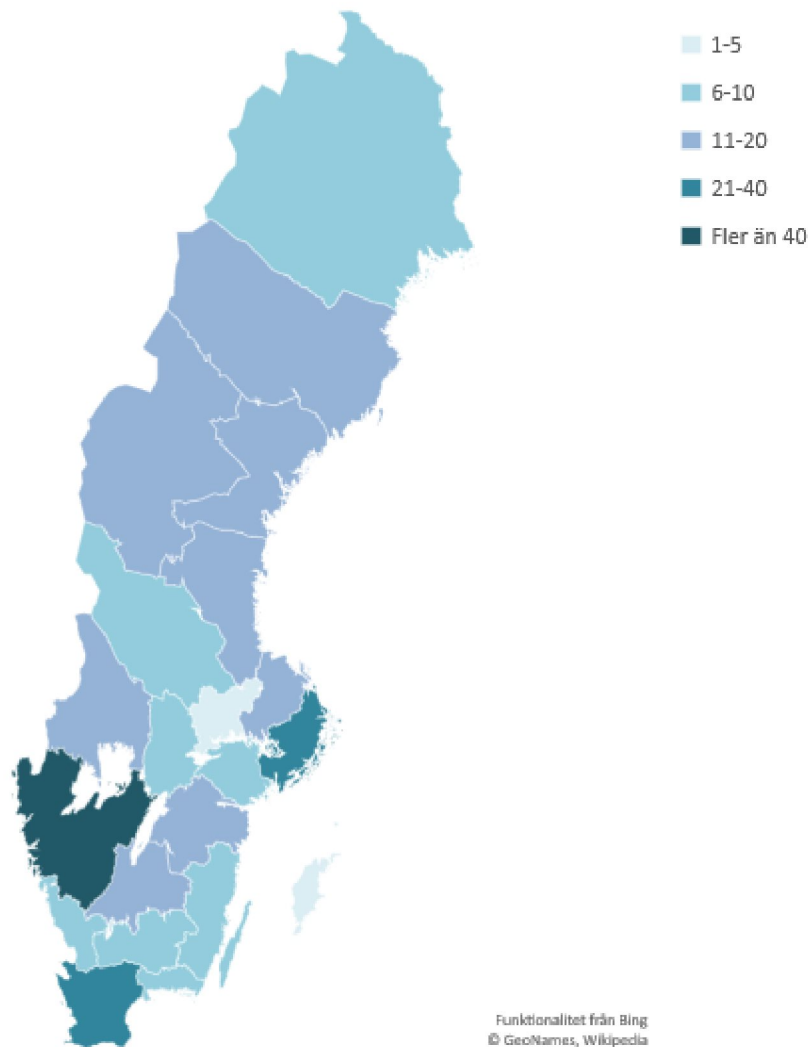 1-5
6-10
11-20
21-40
Fler än 40
Funktionalitet från Bing
© GeoNames, Wikipedia